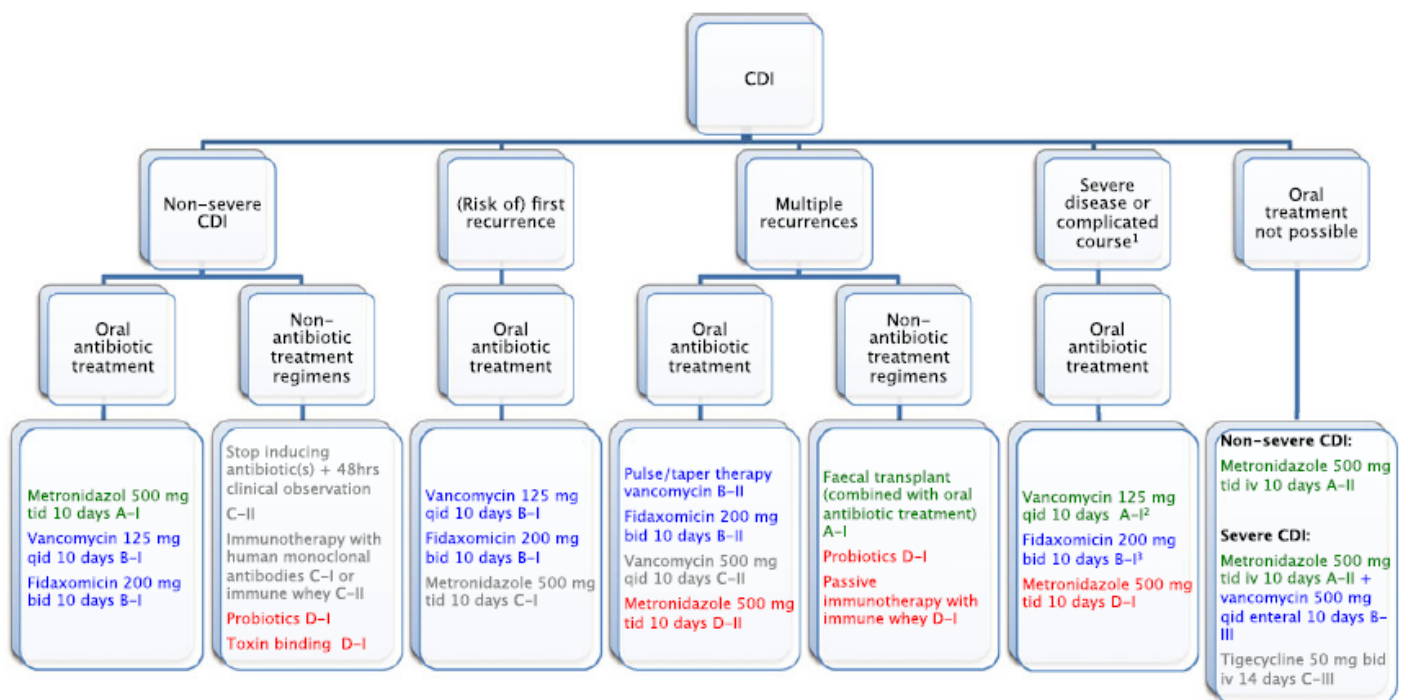 CDI
Non-severe
CDI
(Risk of) first
recurrence
Multiple
recurrences
Severe
disease or
complicated
course¹
Oral
treatment
not possible
Oral
antibiotic
treatment
Non-
antibiotic
treatment
regimens
Oral
antibiotic
treatment
Oral
antibiotic
treatment
Non-
antibiotic
treatment
regimens
Oral
antibiotic
treatment
Metronidazol 500 mg
tid 10 days A-I
Vancomycin 125 mg
qid 10 days B-I
Fidaxomicin 200 mg
bid 10 days B-I
Stop inducing
antibiotic(s) + 48hrs
clinical observation
C-II
Immunotherapy with
human monoclonal
antibodies C-I or
immune whey C-II
Probiotics D-I
Toxin binding D-I
Vancomycin 125 mg
qid 10 days B-I
Fidaxomicin 200 mg
bid 10 days B-I
Metronidazole 500 mg
tid 10 days C-I
Pulse/taper therapy
vancomycin B-II
Fidaxomicin 200 mg
bid 10 days B-II
Vancomycin 500 mg
qid 10 days C-II
Metronidazole 500 mg
tid 10 days D-II
Faecal transplant
(combined with oral
antibiotic treatment)
A-I
Probiotics D-I
Passive
immunotherapy with
immune whey D-I
Vancomycin 125 mg
qid 10 days A-I²
Fidaxomicin 200 mg
bid 10 days B-I³
Metronidazole 500 mg
tid 10 days D-I
Non-severe CDI:
Metronidazole 500 mg
tid iv 10 days A-II
Severe CDI:
Metronidazole 500 mg
tid iv 10 days A-II +
vancomycin 500 mg
qid enteral 10 days B-
III
Tigecycline 50 mg bid
iv 14 days C-III